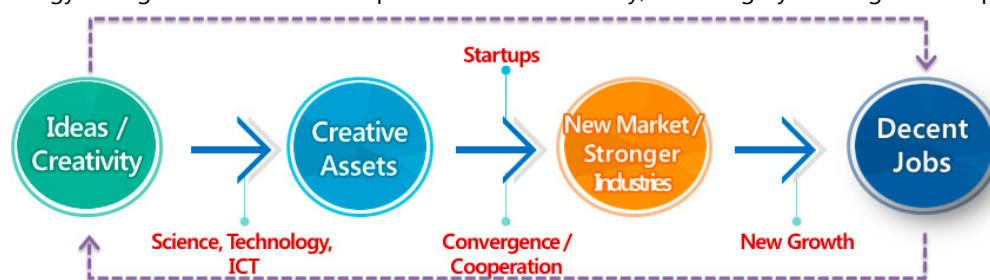 Startups
Ideas /
Creativity
Creative
Assets
New Market /
Stronger
Industries
Decent
Jobs
Science, Technology,
ICT
Convergence /
Cooperation
New Growth